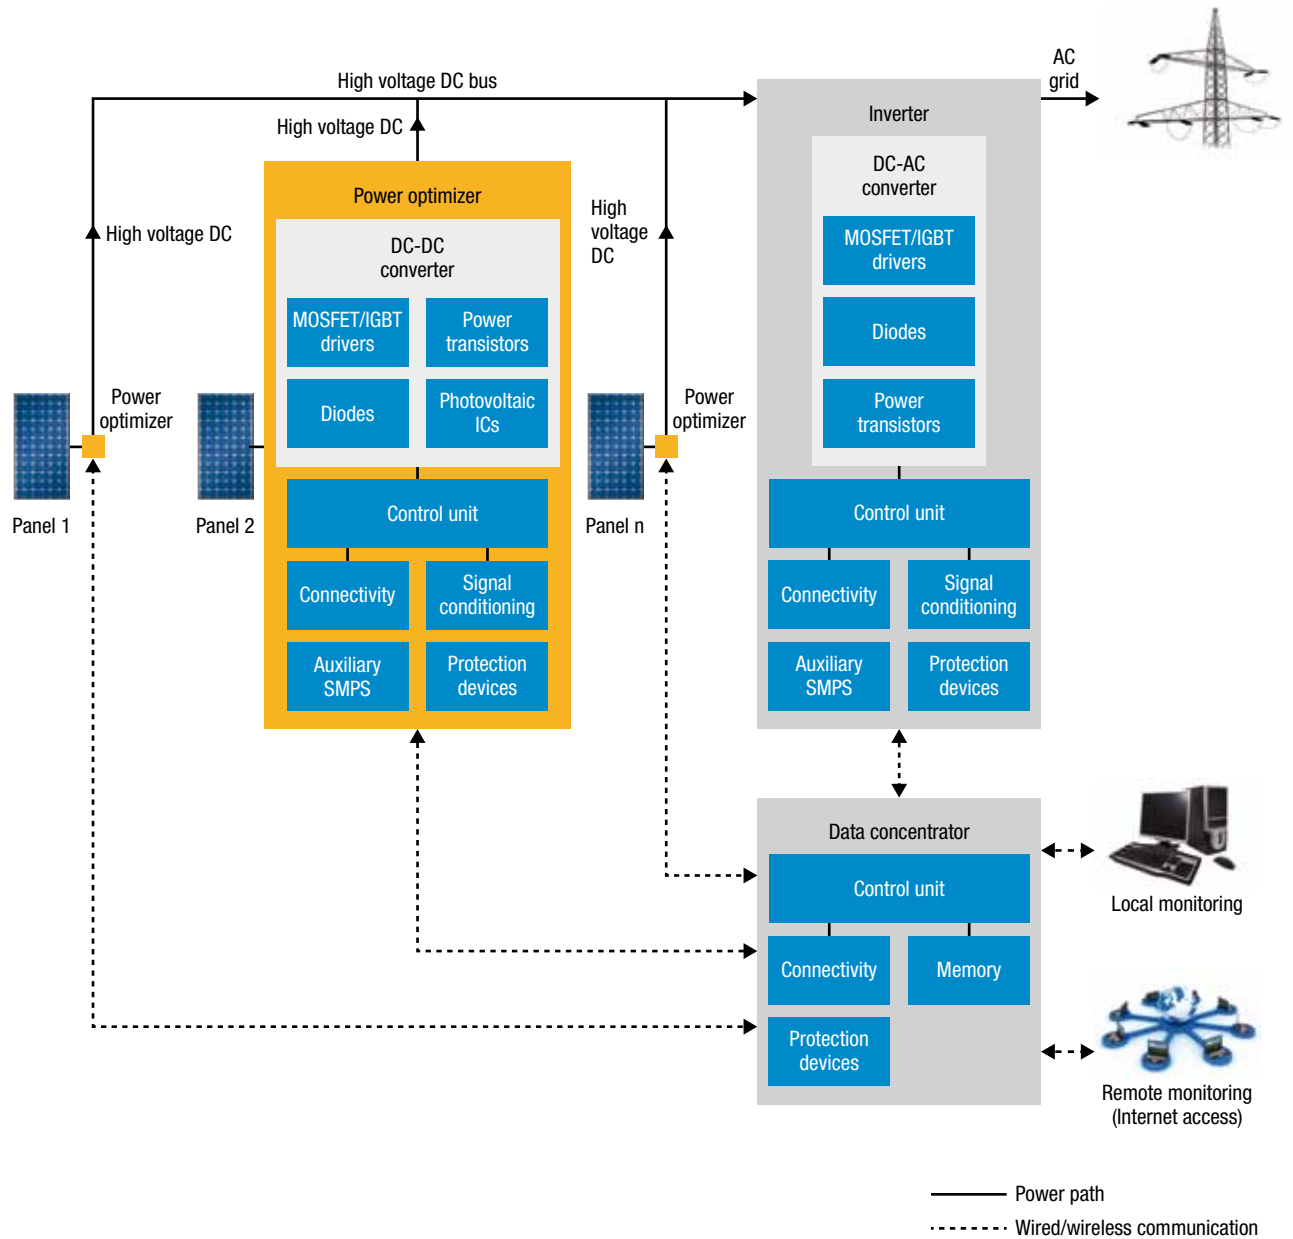 High voltage DC bus
AC
grid
High voltage DC
Inverter
DC-AC
converter
Power optimizer
High
voltage
DC
High voltage DC
DC-DC
converter
MOSFET/IGBT
drivers
MOSFET/IGBT
drivers
Power
transistors
Diodes
Power
optimizer
Diodes
Photovoltaic
ICs
Power
optimizer
Power
transistors
Panel 1
Panel 2
Control unit
Panel n
Control unit
Connectivity
Signal
conditioning
Connectivity
Signal
conditioning
Auxiliary
SMPS
Protection
devices
Auxiliary
SMPS
Protection
devices
Data concentrator
Control unit
Local monitoring
Connectivity
Memory
Protection
devices
Remote monitoring
(Internet access)
Power path
Wired/wireless communication